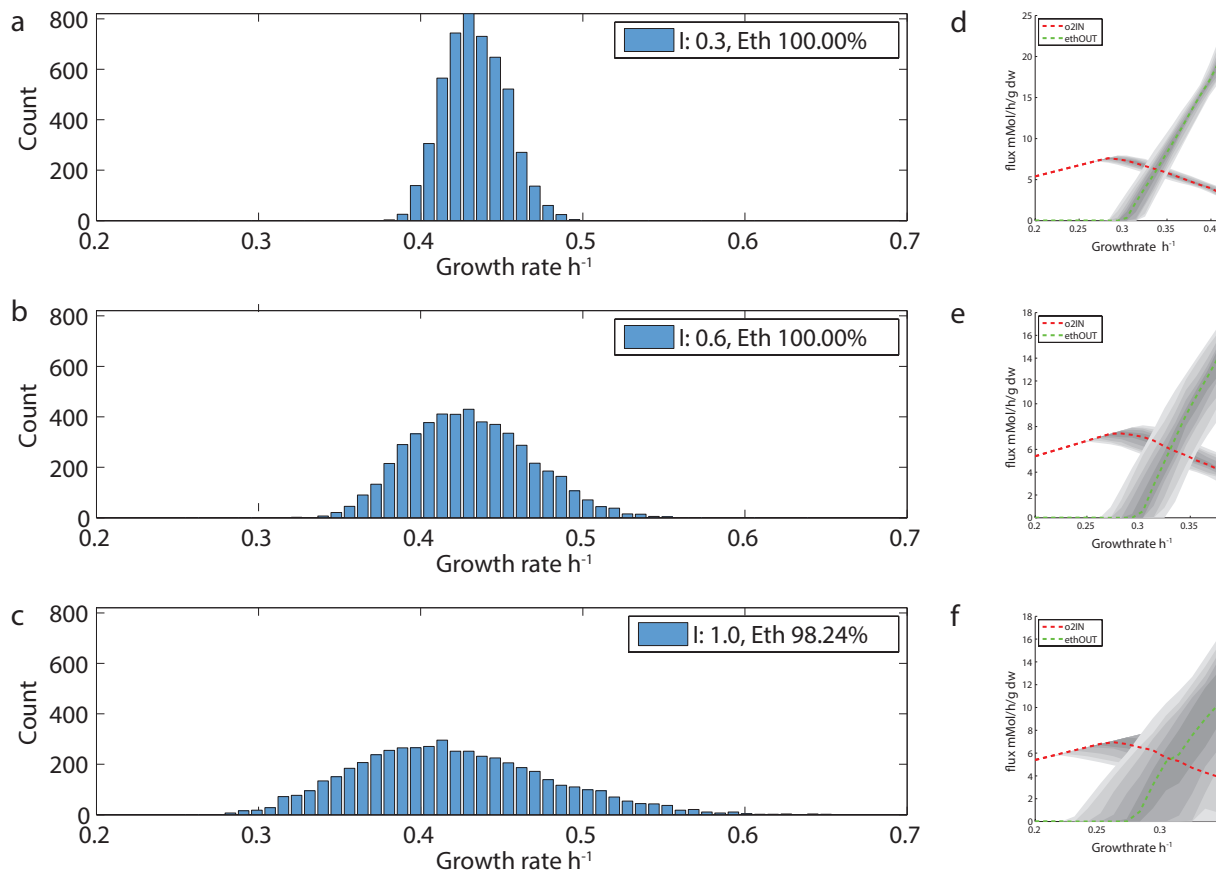 a
800
600
400
200
0
Count
I: 0.3, Eth 100.00%
0.2 0.3 0.4 0.5 0.6 0.7
Growth rate h⁻¹
b
800
600
400
200
0
Count
I: 0.6, Eth 100.00%
0.2 0.3 0.4 0.5 0.6 0.7
Growth rate h⁻¹
c
800
600
400
200
0
Count
I: 1.0, Eth 98.24%
0.2 0.3 0.4 0.5 0.6 0.7
Growth rate h⁻¹
d
25
20
15
10
5
0
flux mMol/h/g dw
o2IN
ethOUT
0.2 0.25 0.3 0.35 0.4
Growthrate h⁻¹
e
18
16
14
12
10
8
6
4
2
0
flux mMol/h/g dw
o2IN
ethOUT
0.2 0.25 0.3 0.35
Growthrate h⁻¹
f
18
16
14
12
10
8
6
4
2
0
flux mMol/h/g dw
o2IN
ethOUT
0.2 0.25 0.3
Growthrate h⁻¹